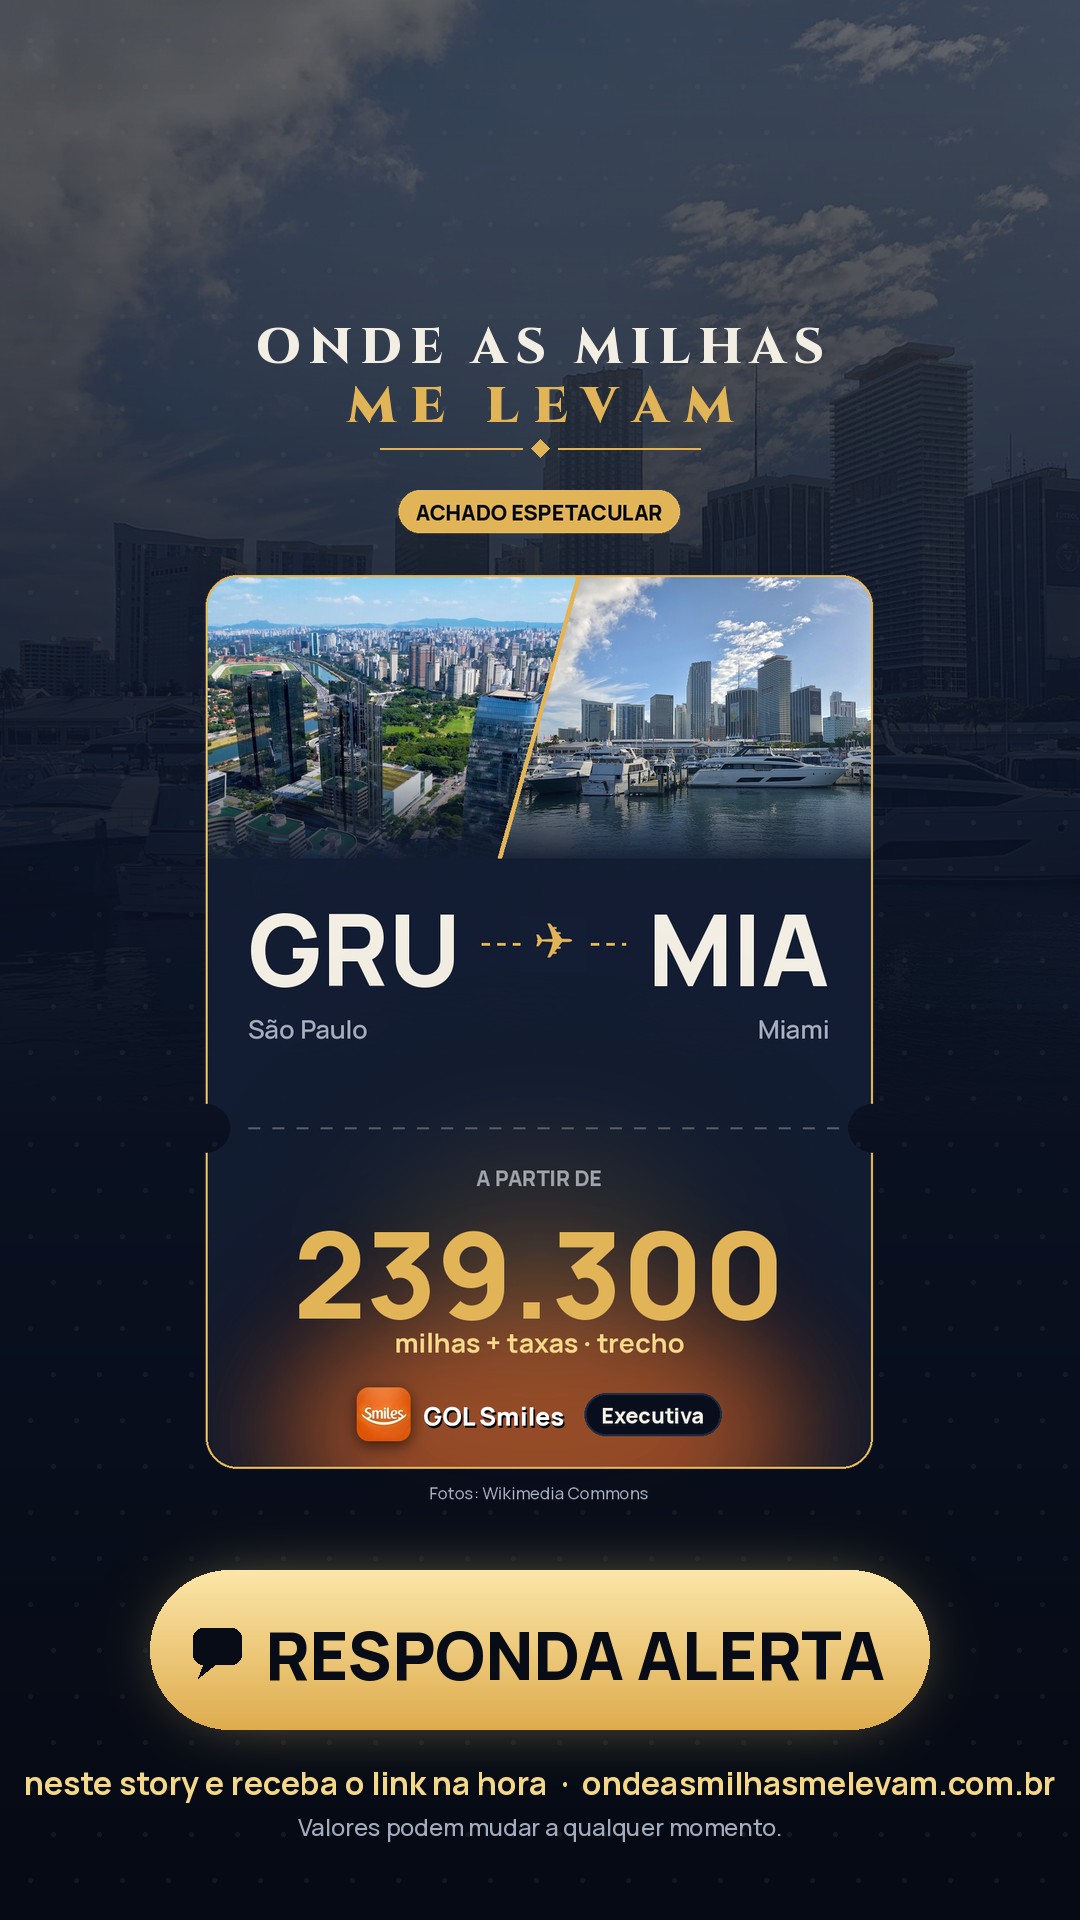 ONDE AS MILHAS
ME LEVAM
ACHADO ESPETACULAR
GRU ✈ MIA
São Paulo Miami
A PARTIR DE
239.300
milhas + taxas · trecho
Smiles GOL Smiles Executiva
Fotos: Wikimedia Commons
RESPONDA ALERTA
neste story e receba o link na hora · ondeasmilhasmelevam.com.br
Valores podem mudar a qualquer momento.